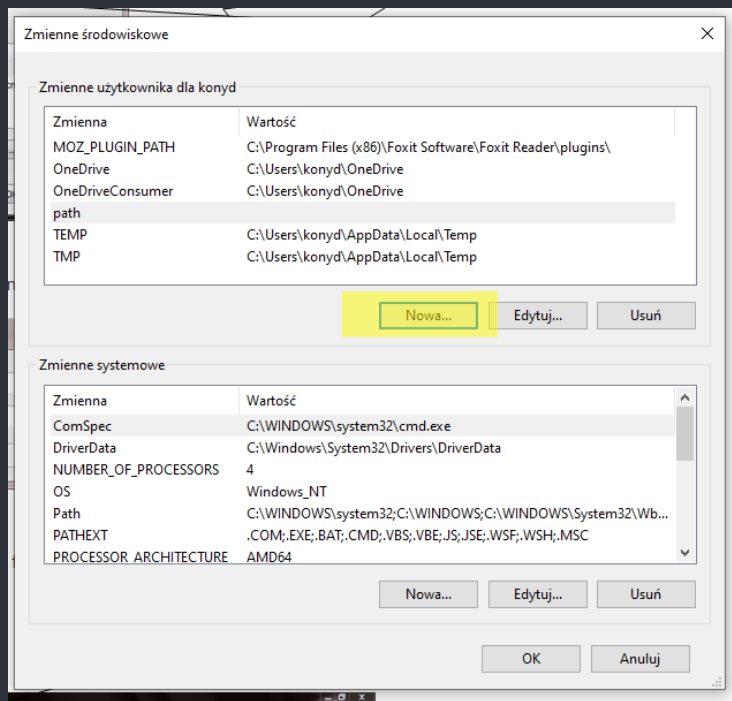 Zmienne środowiskowe
Zmienne użytkownika dla konyd
Zmienna Wartość
MOZ_PLUGIN_PATH C:\Program Files (x86)\Foxit Software\Foxit Reader\plugins\
OneDrive C:\Users\konyd\OneDrive
OneDriveConsumer C:\Users\konyd\OneDrive
path
TEMP C:\Users\konyd\AppData\Local\Temp
TMP C:\Users\konyd\AppData\Local\Temp
Nowa... Edytuj... Usuń
Zmienne systemowe
Zmienna Wartość
ComSpec C:\WINDOWS\system32\cmd.exe
DriverData C:\Windows\System32\Drivers\DriverData
NUMBER_OF_PROCESSORS 4
OS Windows_NT
Path C:\WINDOWS\system32;C:\WINDOWS;C:\WINDOWS\System32\Wb...
PATHEXT .COM;.EXE;.BAT;.CMD;.VBS;.VBE;.JS;.JSE;.WSF;.WSH;.MSC
PROCESSOR_ARCHITECTURE AMD64
Nowa... Edytuj... Usuń
OK Anuluj